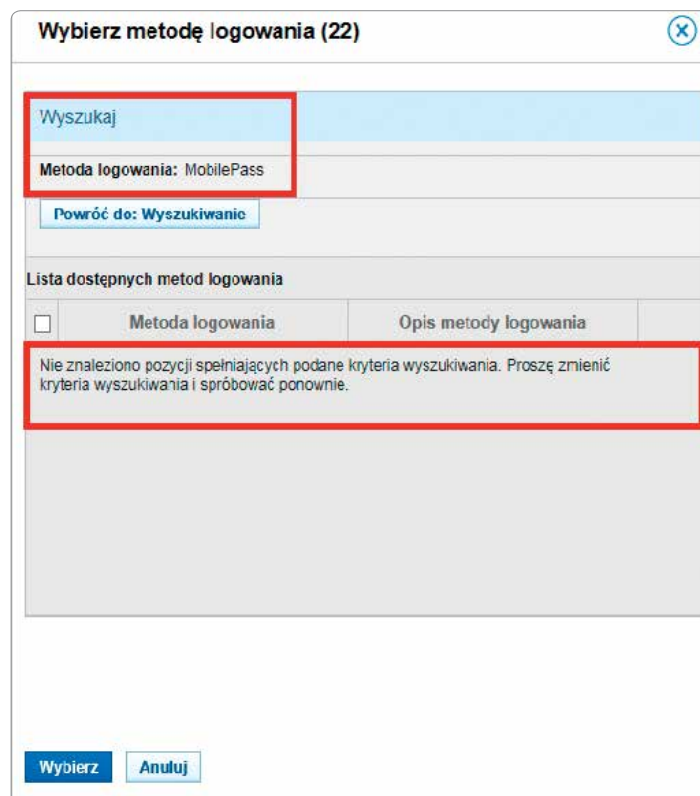 Wybierz metodę logowania (22)
Wyszukaj
Metoda logowania: MobilePass
Powróć do: Wyszukiwanie
Lista dostępnych metod logowania
Metoda logowania Opis metody logowania
Nie znaleziono pozycji spełniających podane kryteria wyszukiwania. Proszę zmienić
kryteria wyszukiwania i spróbować ponownie.
Wybierz Anuluj